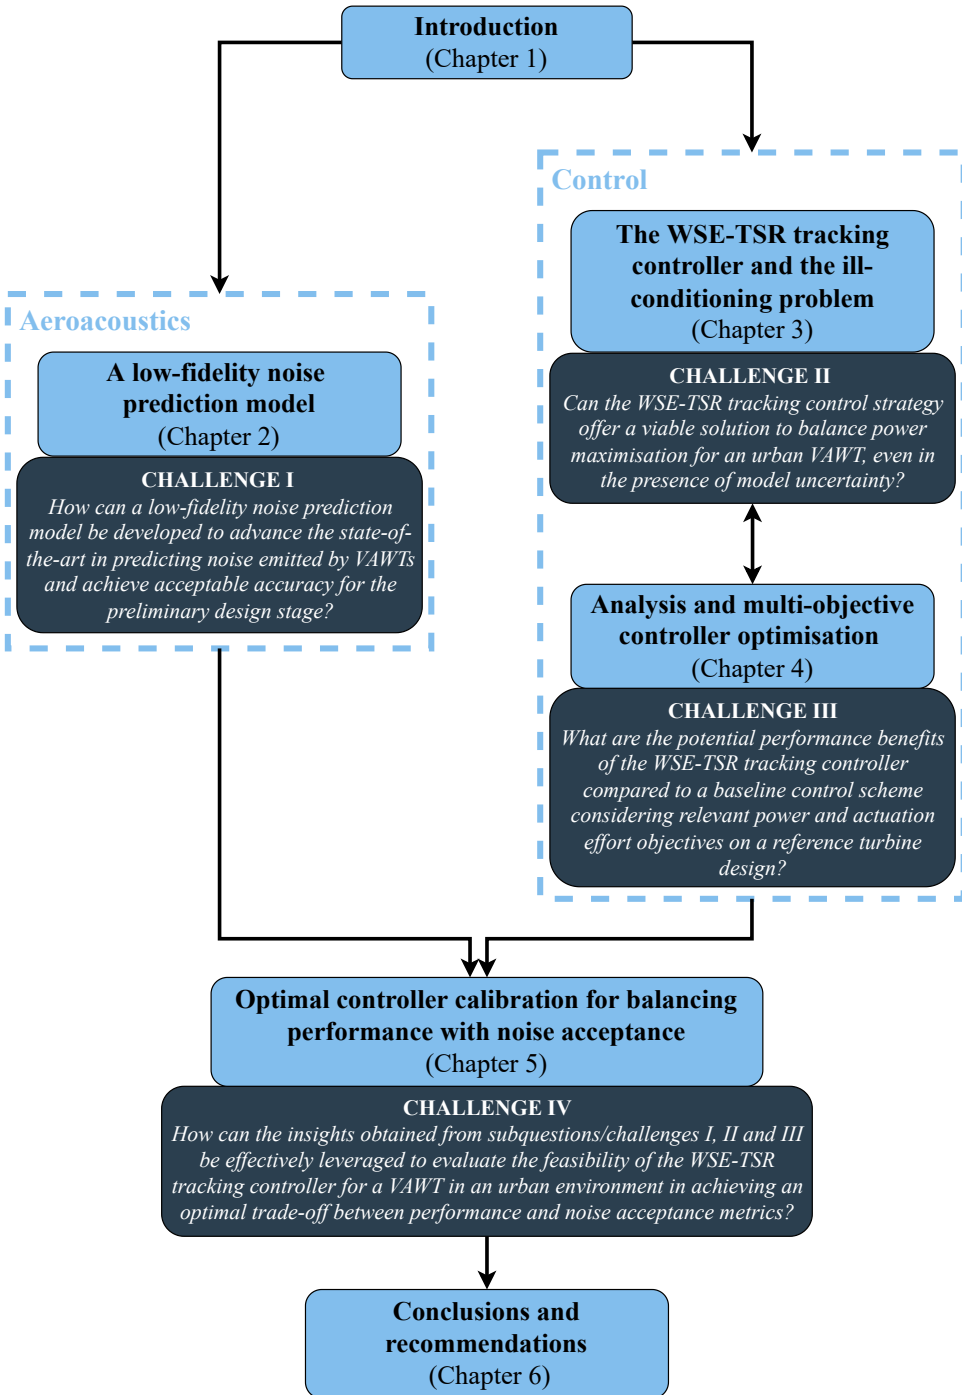 Introduction
(Chapter 1)
Control
The WSE-TSR tracking
controller and the ill-
conditioning problem
(Chapter 3)
CHALLENGE II
Can the WSE-TSR tracking control strategy
offer a viable solution to balance power
maximisation for an urban VAWT, even in
the presence of model uncertainty?
Aeroacoustics
A low-fidelity noise
prediction model
(Chapter 2)
CHALLENGE I
How can a low-fidelity noise prediction
model be developed to advance the state-of-
the-art in predicting noise emitted by VAWTs
and achieve acceptable accuracy for the
preliminary design stage?
Analysis and multi-objective
controller optimisation
(Chapter 4)
CHALLENGE III
What are the potential performance benefits
of the WSE-TSR tracking controller
compared to a baseline control scheme
considering relevant power and actuation
effort objectives on a reference turbine
design?
Optimal controller calibration for balancing
performance with noise acceptance
(Chapter 5)
CHALLENGE IV
How can the insights obtained from subquestions/challenges I, II and III
be effectively leveraged to evaluate the feasibility of the WSE-TSR
tracking controller for a VAWT in an urban environment in achieving an
optimal trade-off between performance and noise acceptance metrics?
Conclusions and
recommendations
(Chapter 6)